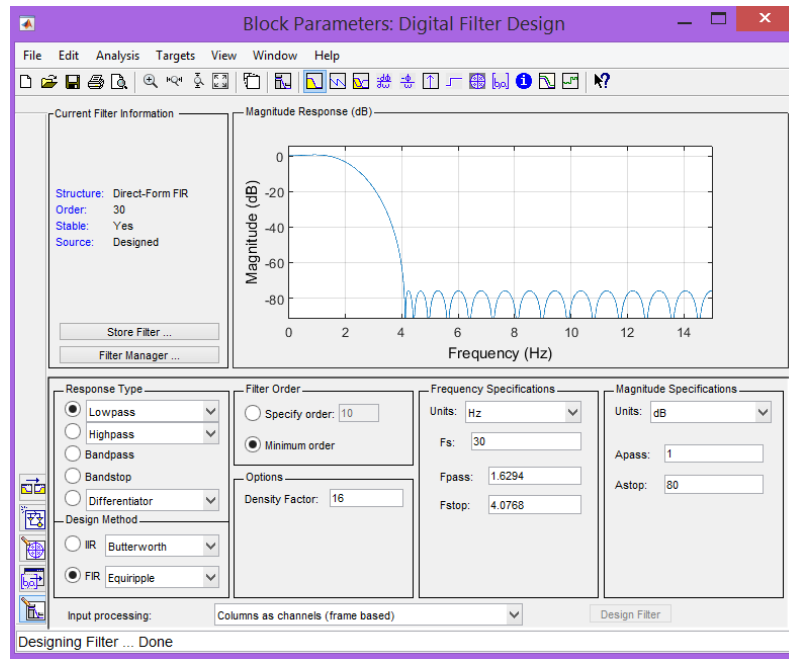 Block Parameters: Digital Filter Design
File Edit Analysis Targets View Window Help
Current Filter Information
Structure: Direct-Form FIR
Order: 30
Stable: Yes
Source: Designed
Store Filter ...
Filter Manager ...
Magnitude Response (dB)
Magnitude (dB)
0
-20
-40
-60
-80
0 2 4 6 8 10 12 14
Frequency (Hz)
Response Type
Lowpass
Highpass
Bandpass
Bandstop
Differentiator
Design Method
IIR Butterworth
FIR Equiripple
Filter Order
Specify order: 10
Minimum order
Options
Density Factor: 16
Frequency Specifications
Units: Hz
Fs: 30
Fpass: 1.6294
Fstop: 4.0768
Magnitude Specifications
Units: dB
Apass: 1
Astop: 80
Input processing: Columns as channels (frame based)
Design Filter
Designing Filter ... Done